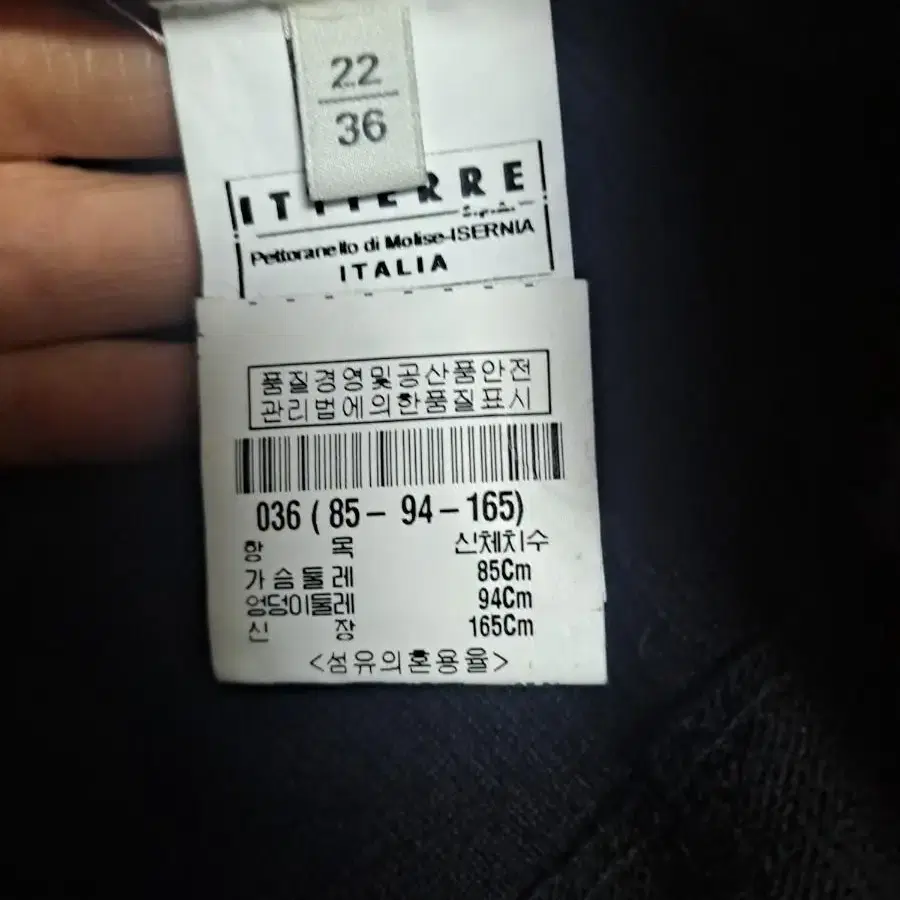 22
36
ITTIERRE
S.p.A.
Pettoranello di Molise-ISERNIA
ITALIA
품질경영및공산품안전
관리법에의한품질표시
036 ( 85 - 94 - 165)
항 목 신체치수
가슴둘레 85Cm
엉덩이둘레 94Cm
신 장 165Cm
<섬유의혼용율>